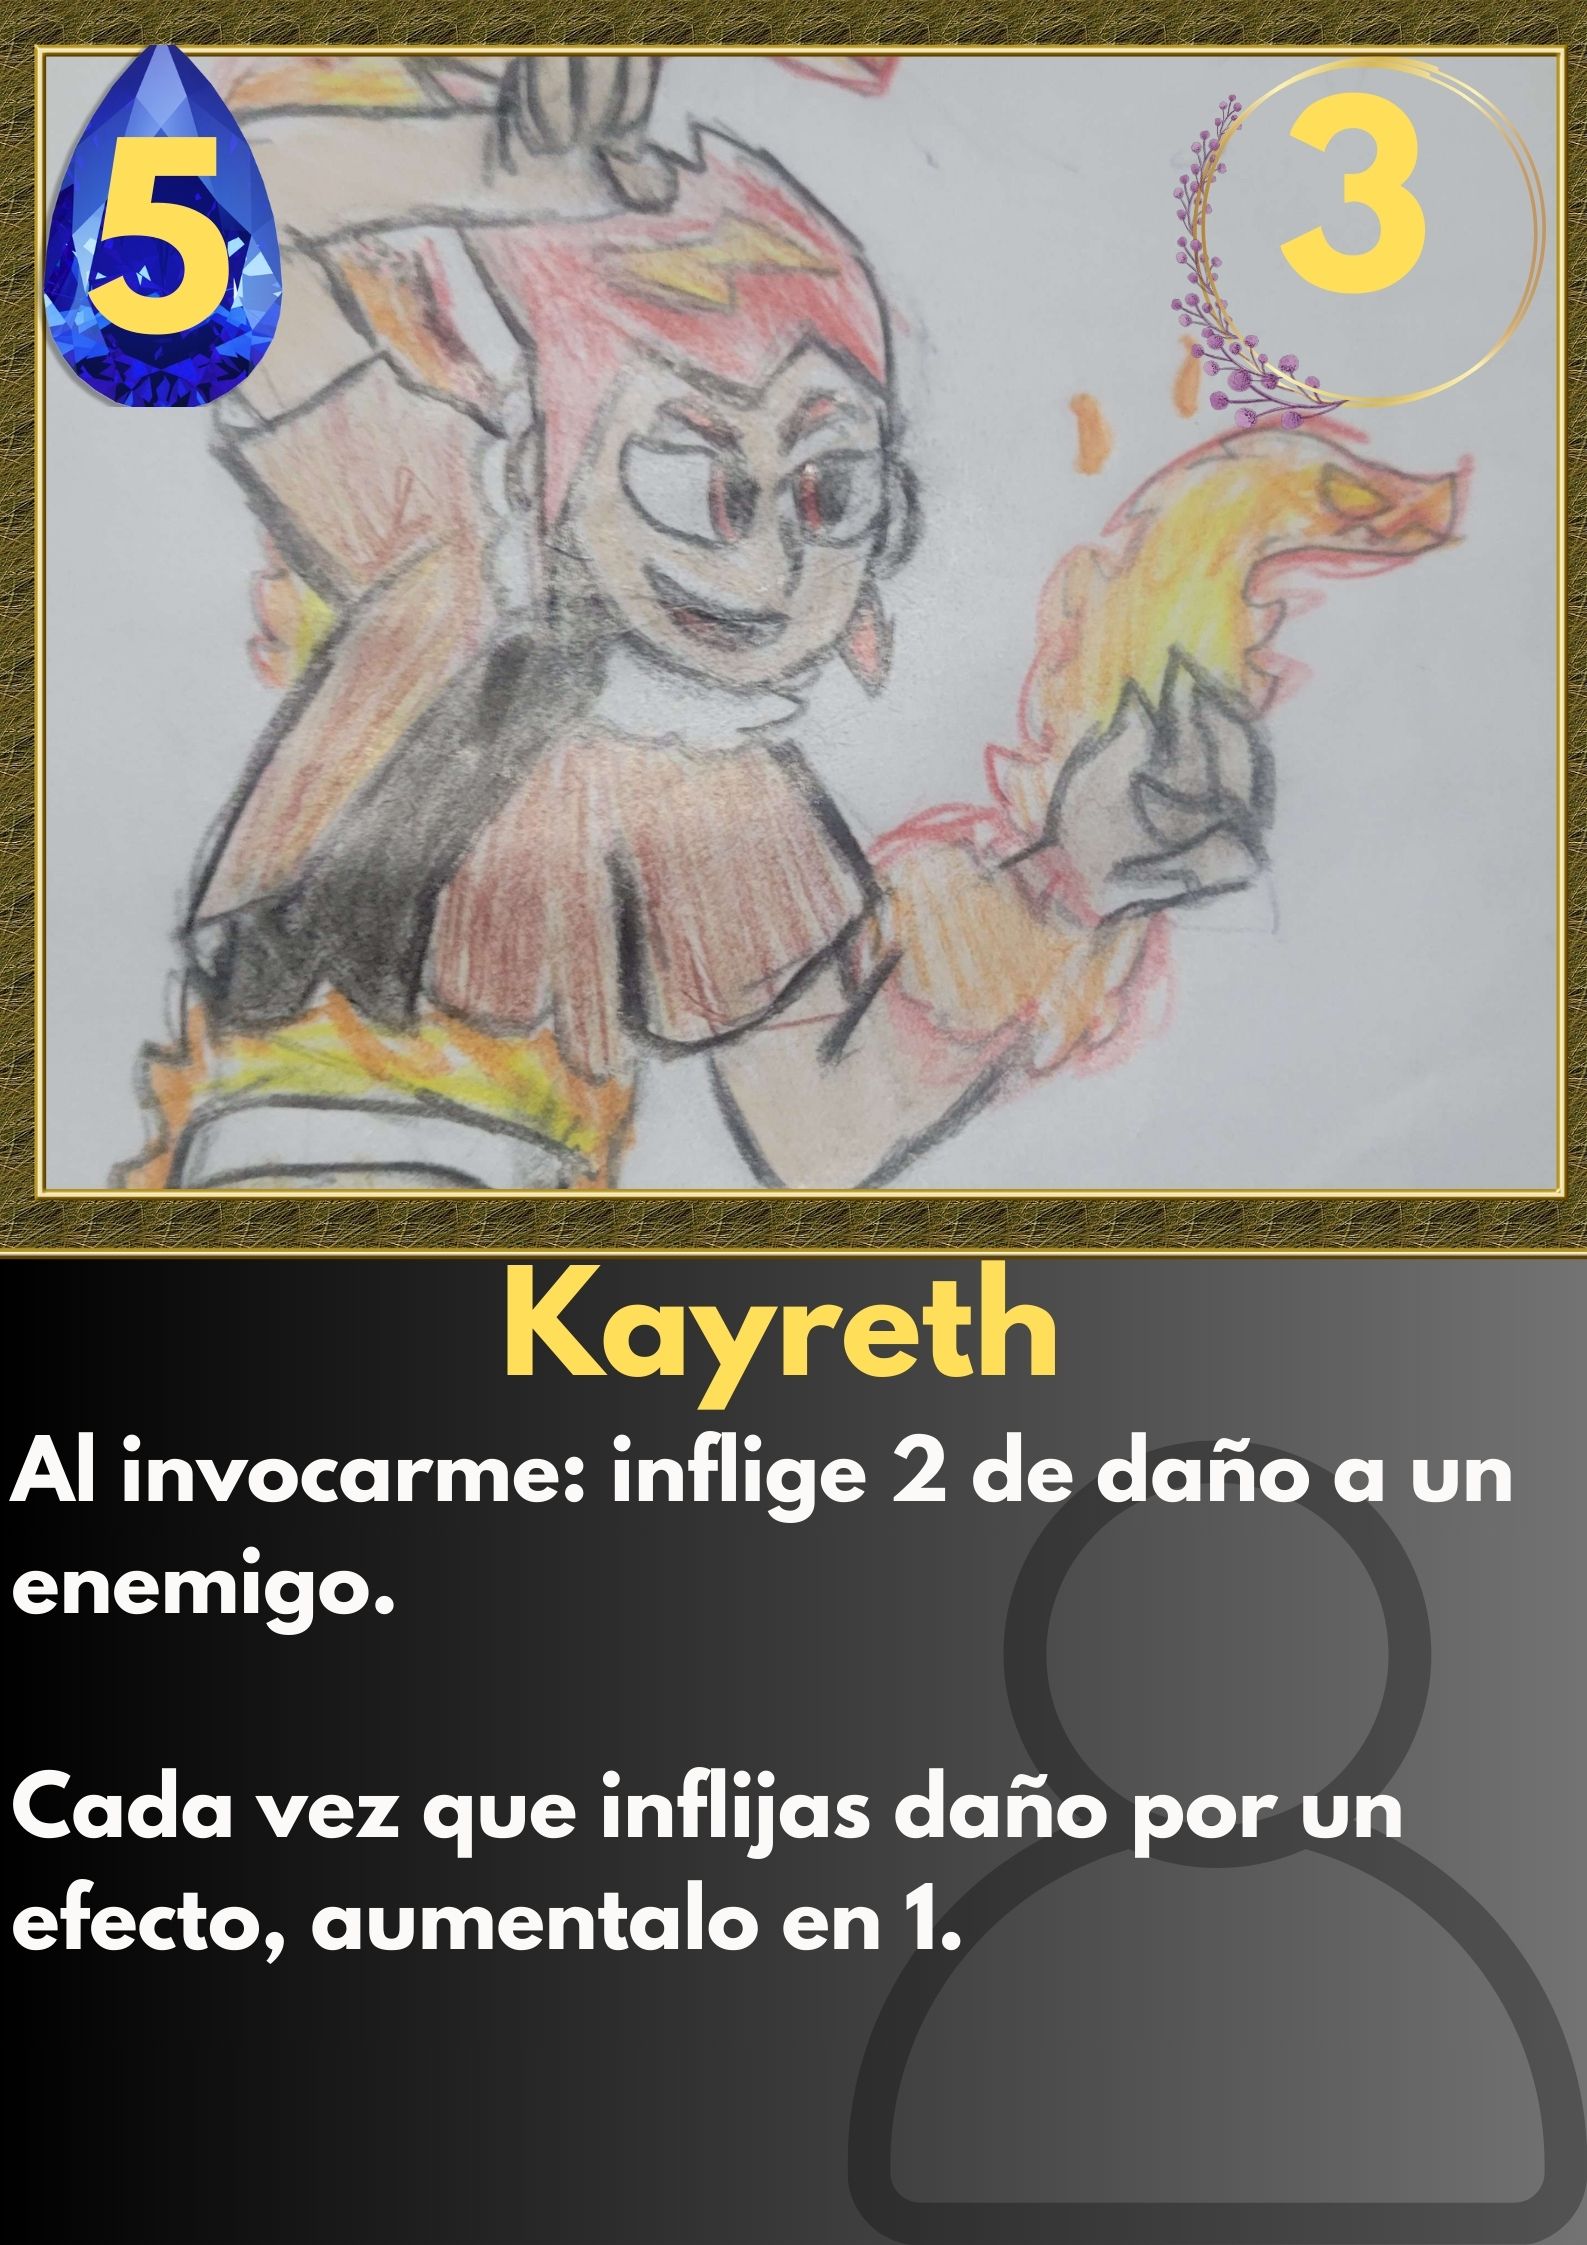 5
3
Kayreth
Al invocarme: inflige 2 de daño a un
enemigo.
Cada vez que inflijas daño por un
efecto, aumentalo en 1.